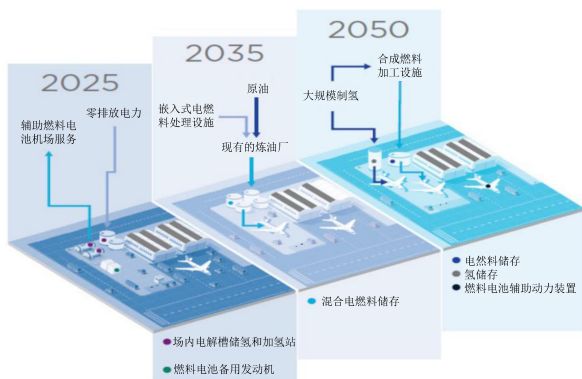 2025
零排放电力
辅助燃料电
池机场服务
场内电解槽储氢和加氢站
燃料电池备用发动机
2035
原油
嵌入式电燃
料处理设施
现有的炼油厂
混合电燃料储存
2050
合成燃料
加工设施
大规模制氢
电然料储存
氢储存
燃料电池辅助动力装置